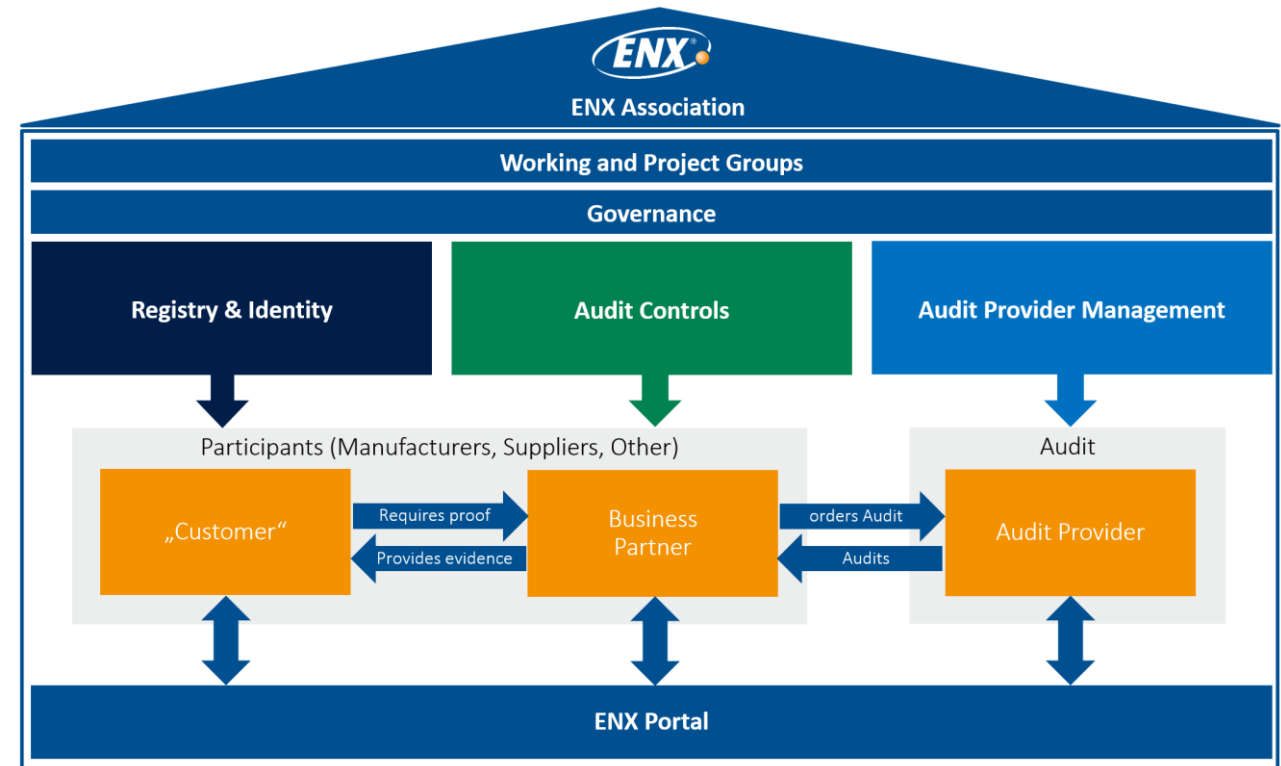 ENX®
ENX Association
Working and Project Groups
Governance
Registry & Identity
Audit Controls
Audit Provider Management
Participants (Manufacturers, Suppliers, Other)
Audit
„Customer“
Requires proof
Provides evidence
Business
Partner
orders Audit
Audits
Audit Provider
ENX Portal